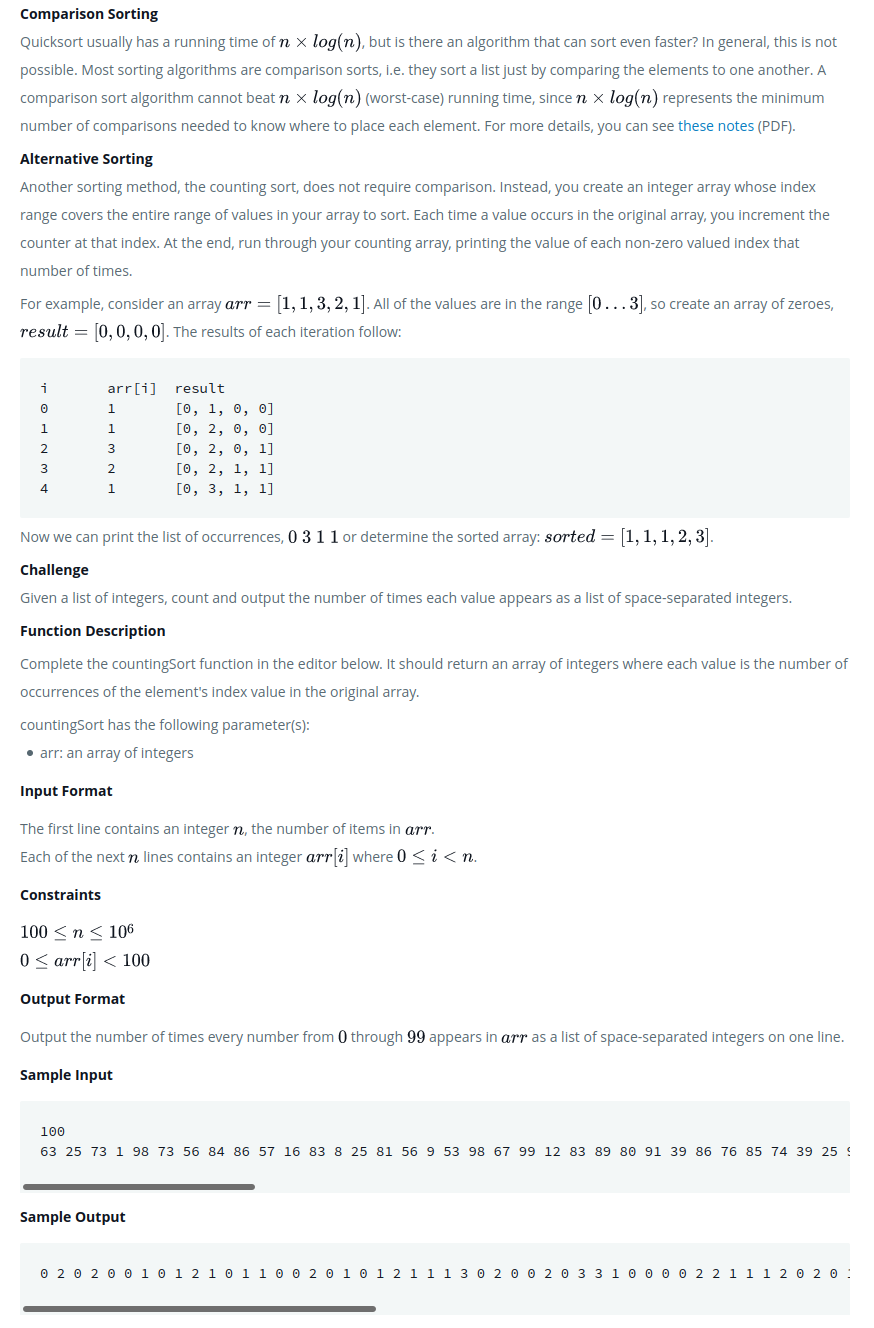 Comparison Sorting
Quicksort usually has a running time of n × log(n), but is there an algorithm that can sort even faster? In general, this is not
possible. Most sorting algorithms are comparison sorts, i.e. they sort a list just by comparing the elements to one another. A
comparison sort algorithm cannot beat n × log(n) (worst-case) running time, since n × log(n) represents the minimum
number of comparisons needed to know where to place each element. For more details, you can see these notes (PDF).
Alternative Sorting
Another sorting method, the counting sort, does not require comparison. Instead, you create an integer array whose index
range covers the entire range of values in your array to sort. Each time a value occurs in the original array, you increment the
counter at that index. At the end, run through your counting array, printing the value of each non-zero valued index that
number of times.
For example, consider an array arr = [1, 1, 3, 2, 1]. All of the values are in the range [0 . . . 3], so create an array of zeroes,
result = [0, 0, 0, 0]. The results of each iteration follow:
i arr[i] result
0 1 [0, 1, 0, 0]
1 1 [0, 2, 0, 0]
2 3 [0, 2, 0, 1]
3 2 [0, 2, 1, 1]
4 1 [0, 3, 1, 1]
Now we can print the list of occurrences, 0 3 1 1 or determine the sorted array: sorted = [1, 1, 1, 2, 3].
Challenge
Given a list of integers, count and output the number of times each value appears as a list of space-separated integers.
Function Description
Complete the countingSort function in the editor below. It should return an array of integers where each value is the number of
occurrences of the element's index value in the original array.
countingSort has the following parameter(s):
• arr: an array of integers
Input Format
The first line contains an integer n, the number of items in arr.
Each of the next n lines contains an integer arr[i] where 0 ≤ i < n.
Constraints
100 ≤ n ≤ 10⁶
0 ≤ arr[i] < 100
Output Format
Output the number of times every number from 0 through 99 appears in arr as a list of space-separated integers on one line.
Sample Input
100
63 25 73 1 98 73 56 84 86 57 16 83 8 25 81 56 9 53 98 67 99 12 83 89 80 91 39 86 76 85 74 39 25
Sample Output
0 2 0 2 0 0 1 0 1 2 1 0 1 1 0 0 2 0 1 0 1 2 1 1 1 3 0 2 0 0 2 0 3 3 1 0 0 0 0 2 2 1 1 1 2 0 2 0